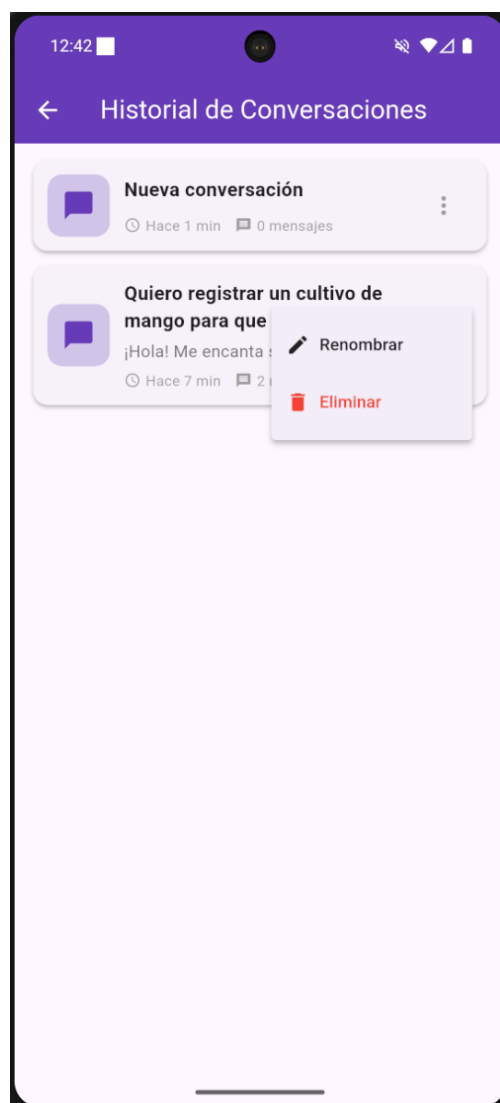 12:42
Historial de Conversaciones
Nueva conversación
Hace 1 min 0 mensajes
Quiero registrar un cultivo de
mango para que
¡Hola! Me encanta
Hace 7 min 2
Renombrar
Eliminar